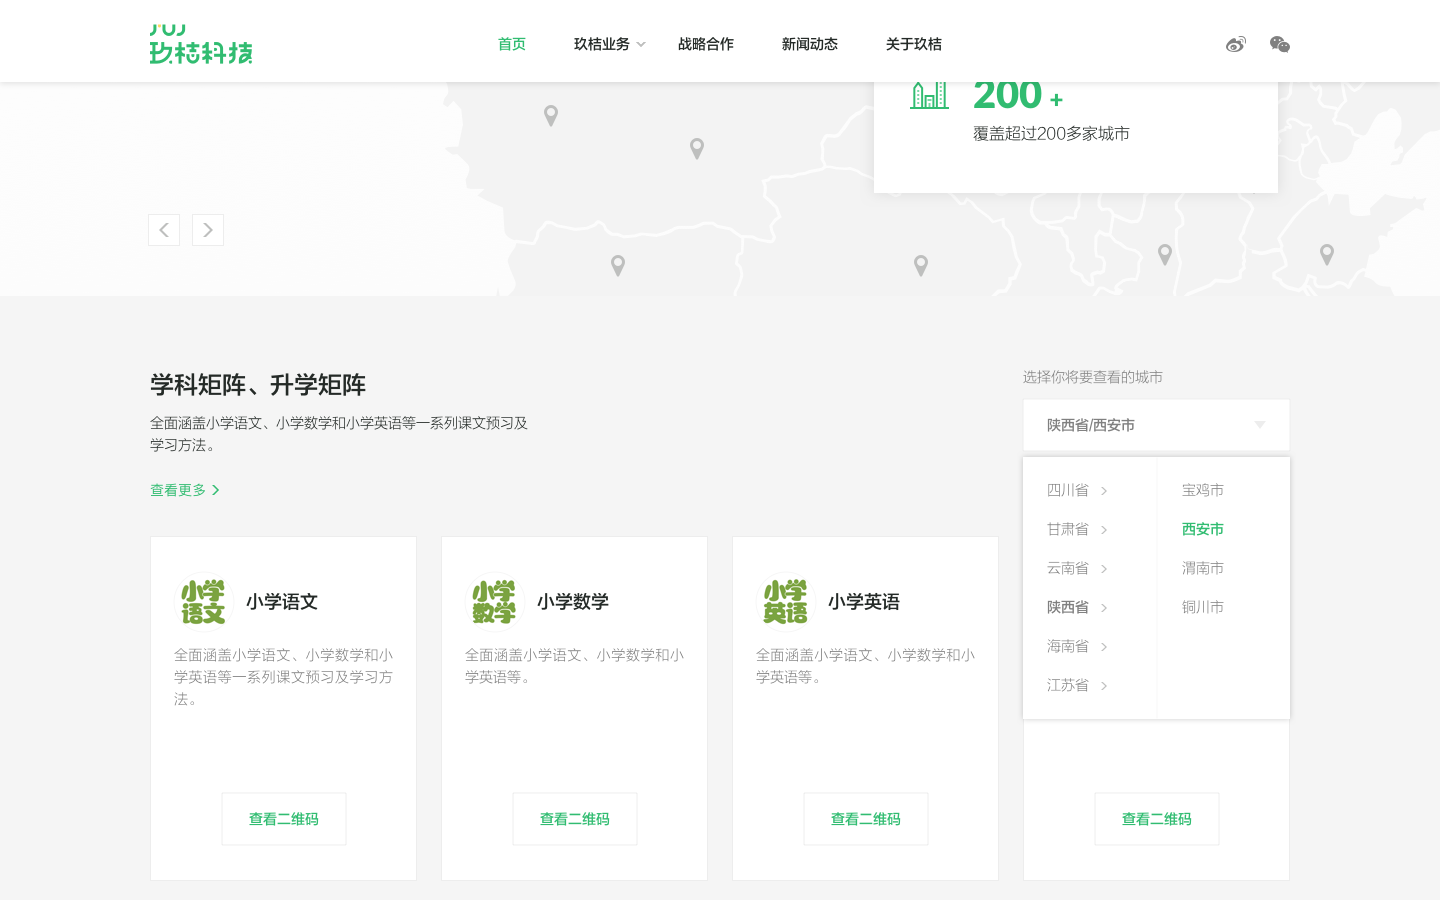 玖桔科技
首页
玖桔业务
战略合作
新闻动态
关于玖桔
200 +
覆盖超过200多家城市
学科矩阵、升学矩阵
全面涵盖小学语文、小学数学和小学英语等一系列课文预习及
学习方法。
查看更多
选择你将要查看的城市
陕西省/西安市
四川省
甘肃省
云南省
陕西省
海南省
江苏省
宝鸡市
西安市
渭南市
铜川市
小学
语文
小学语文
全面涵盖小学语文、小学数学和小
学英语等一系列课文预习及学习方
法。
查看二维码
小学
数学
小学数学
全面涵盖小学语文、小学数学和小
学英语等。
查看二维码
小学
英语
小学英语
全面涵盖小学语文、小学数学和小
学英语等。
查看二维码
查看二维码